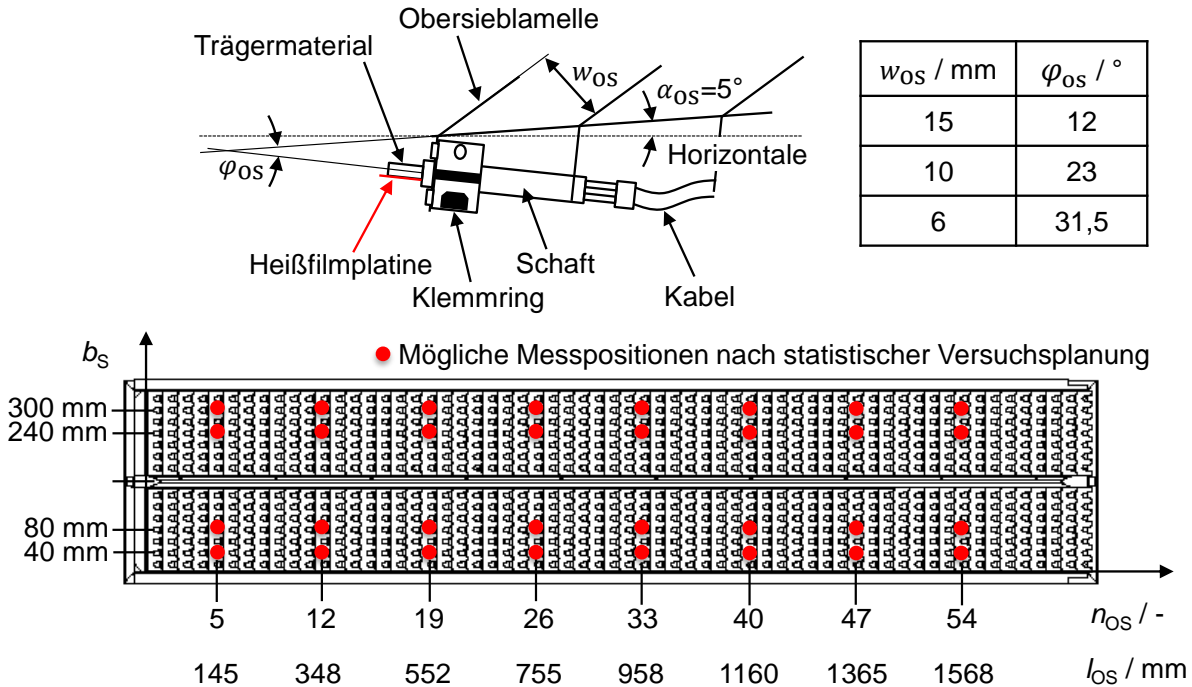 Obersieblamelle
Trägermaterial
w_OS
α_OS=5°
Horizontale
φ_OS
Heißfilmplatine
Schaft
Klemmring
Kabel
w_OS / mm φ_OS / °
15 12
10 23
6 31,5
Mögliche Messpositionen nach statistischer Versuchsplanung
b_S
300 mm
240 mm
80 mm
40 mm
5 12 19 26 33 40 47 54 n_OS / -
145 348 552 755 958 1160 1365 1568 l_OS / mm